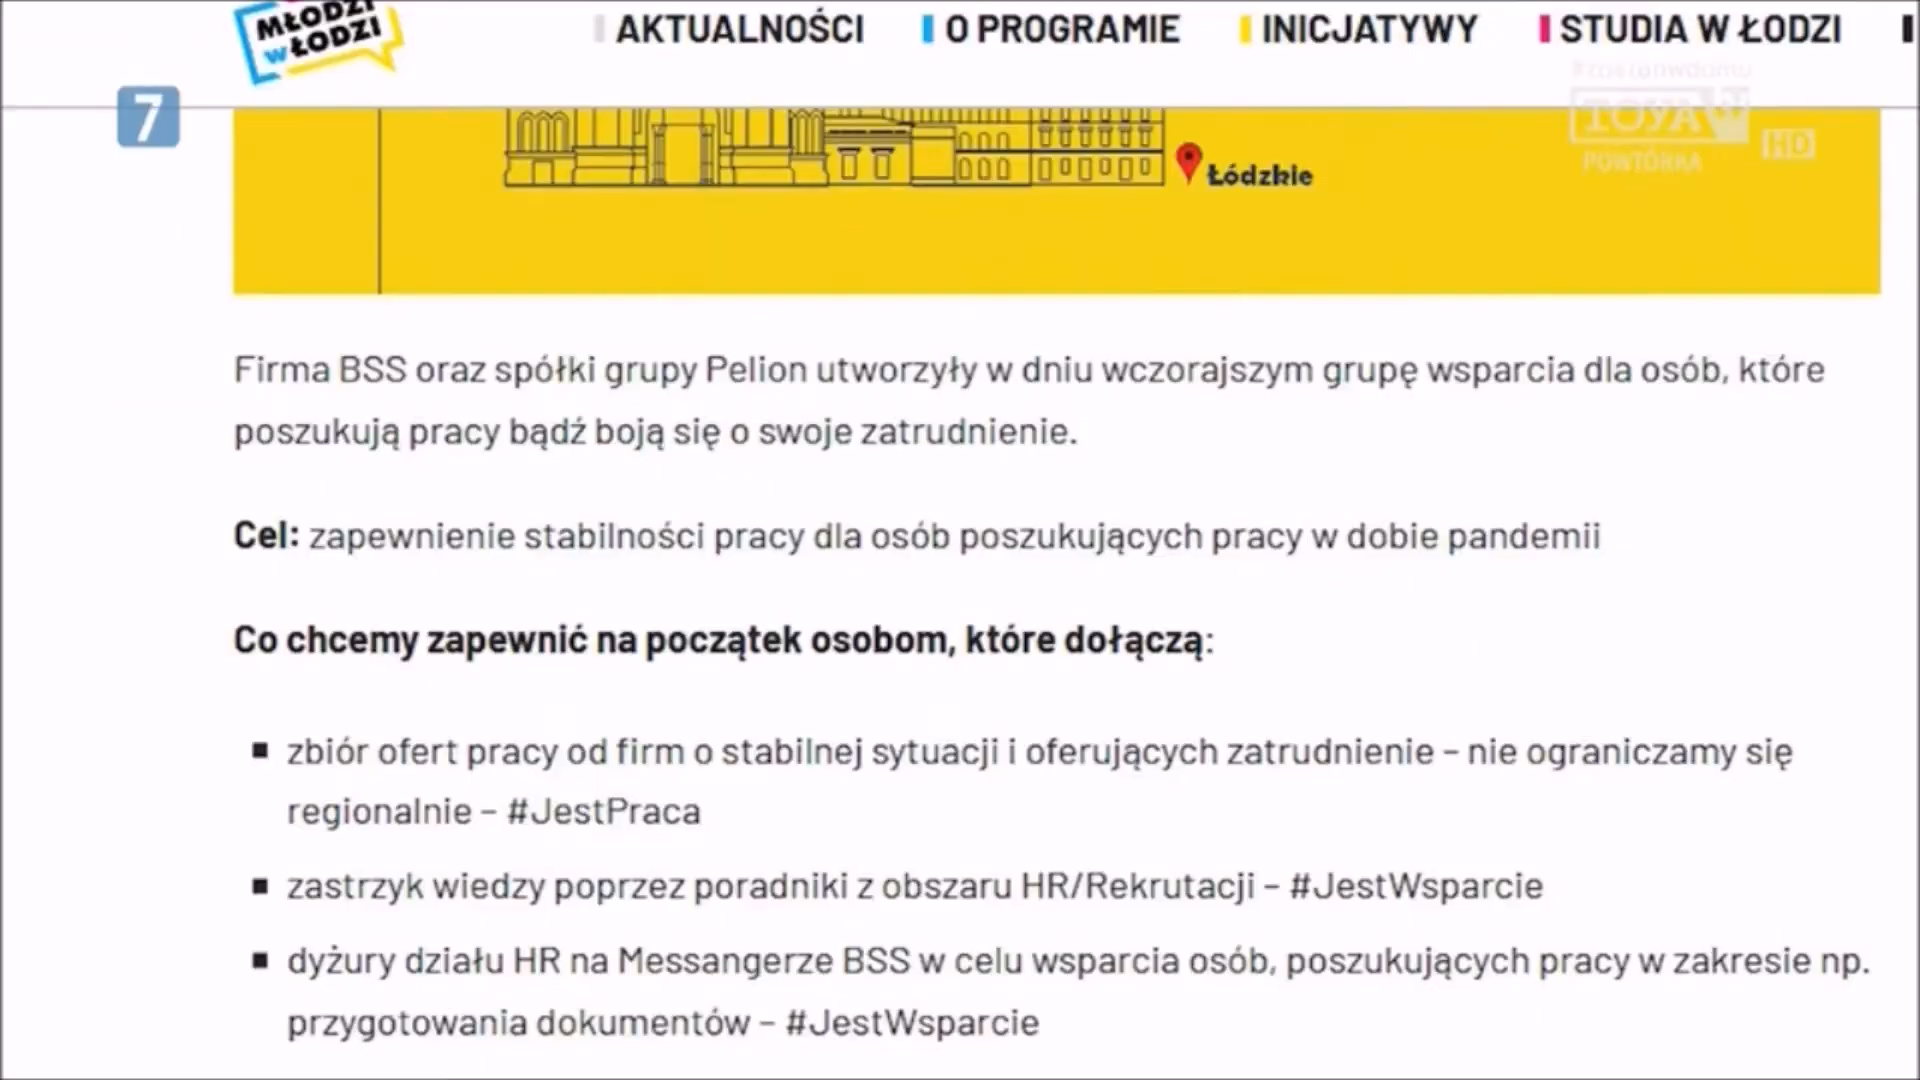 MŁODZI
w ŁODZI
AKTUALNOŚCI
O PROGRAMIE
INICJATYWY
STUDIA W ŁODZI
#zostańwdomu
7
TOYA TV
HD
POWTÓRKA
Łódzkie
Firma BSS oraz spółki grupy Pelion utworzyły w dniu wczorajszym grupę wsparcia dla osób, które
poszukują pracy bądź boją się o swoje zatrudnienie.
Cel: zapewnienie stabilności pracy dla osób poszukujących pracy w dobie pandemii
Co chcemy zapewnić na początek osobom, które dołączą:
zbiór ofert pracy od firm o stabilnej sytuacji i oferujących zatrudnienie – nie ograniczamy się
regionalnie – #JestPraca
zastrzyk wiedzy poprzez poradniki z obszaru HR/Rekrutacji – #JestWsparcie
dyżury działu HR na Messangerze BSS w celu wsparcia osób, poszukujących pracy w zakresie np.
przygotowania dokumentów – #JestWsparcie